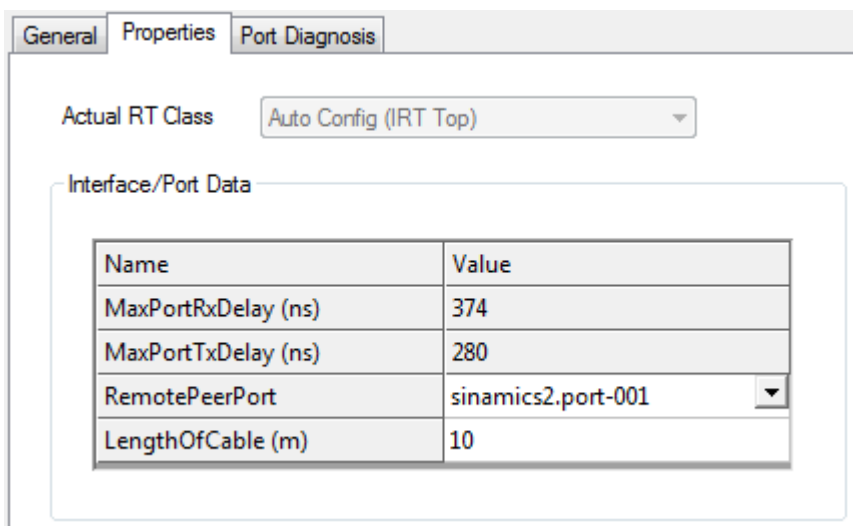 General Properties Port Diagnosis
Actual RT Class Auto Config (IRT Top)
Interface/Port Data
Name Value
MaxPortRxDelay (ns) 374
MaxPortTxDelay (ns) 280
RemotePeerPort sinamics2.port-001
LengthOfCable (m) 10